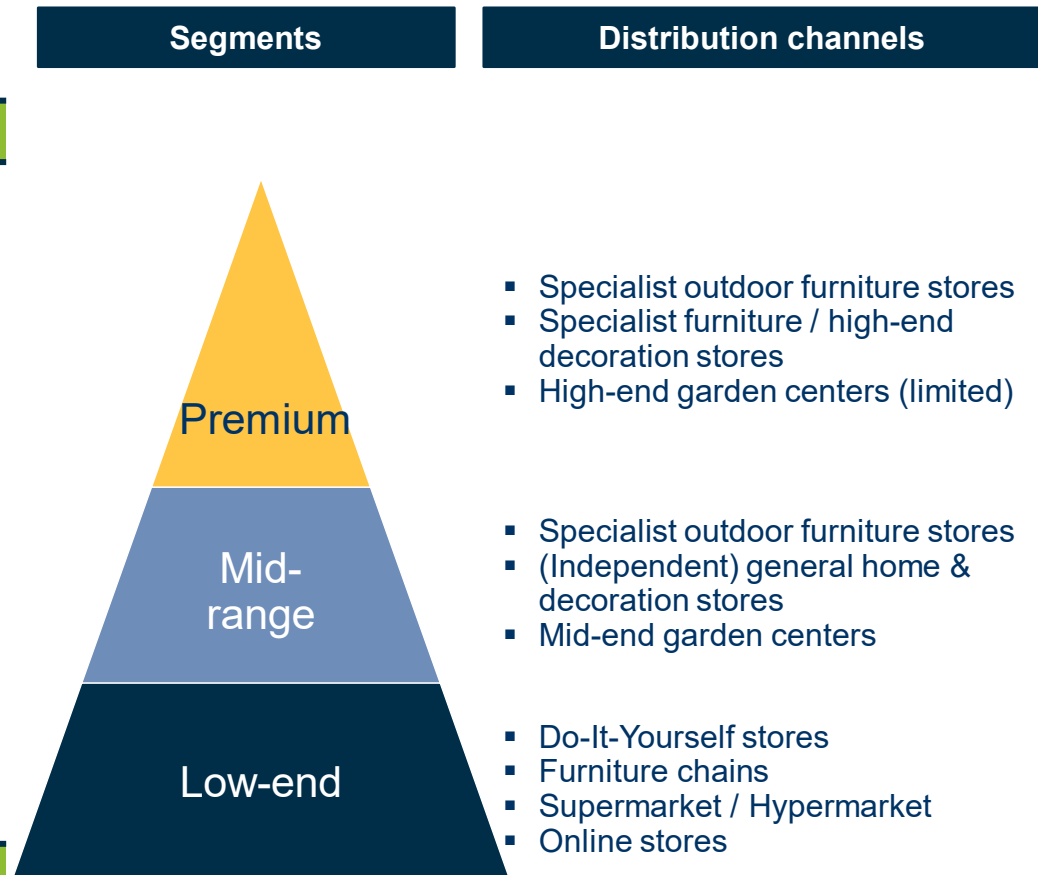 Segments
Distribution channels
Premium
▪ Specialist outdoor furniture stores
▪ Specialist furniture / high-end
decoration stores
▪ High-end garden centers (limited)
Mid-
range
▪ Specialist outdoor furniture stores
▪ (Independent) general home &
decoration stores
▪ Mid-end garden centers
Low-end
▪ Do-It-Yourself stores
▪ Furniture chains
▪ Supermarket / Hypermarket
▪ Online stores